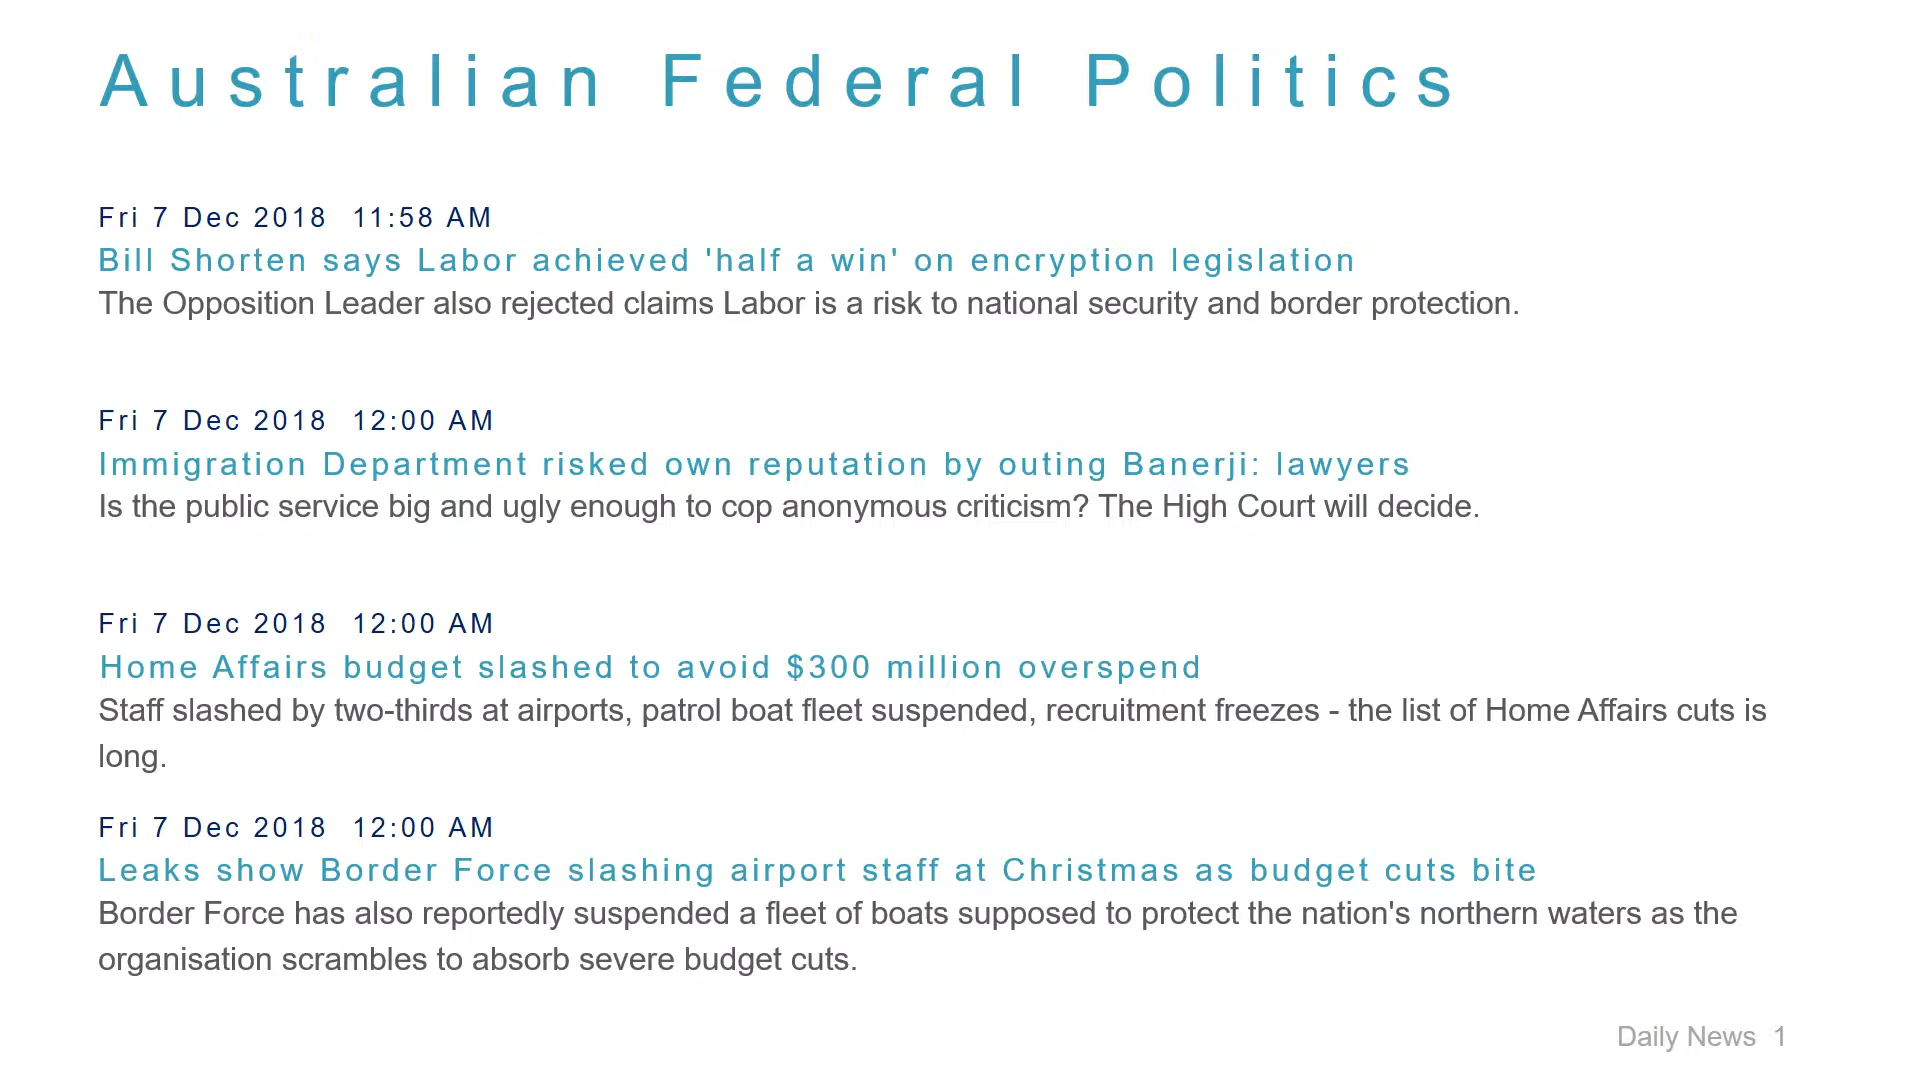 Australian Federal Politics
Fri 7 Dec 2018 11:58 AM
Bill Shorten says Labor achieved 'half a win' on encryption legislation
The Opposition Leader also rejected claims Labor is a risk to national security and border protection.
Fri 7 Dec 2018 12:00 AM
Immigration Department risked own reputation by outing Banerji: lawyers
Is the public service big and ugly enough to cop anonymous criticism? The High Court will decide.
Fri 7 Dec 2018 12:00 AM
Home Affairs budget slashed to avoid $300 million overspend
Staff slashed by two-thirds at airports, patrol boat fleet suspended, recruitment freezes - the list of Home Affairs cuts is
long.
Fri 7 Dec 2018 12:00 AM
Leaks show Border Force slashing airport staff at Christmas as budget cuts bite
Border Force has also reportedly suspended a fleet of boats supposed to protect the nation's northern waters as the
organisation scrambles to absorb severe budget cuts.
Daily News 1